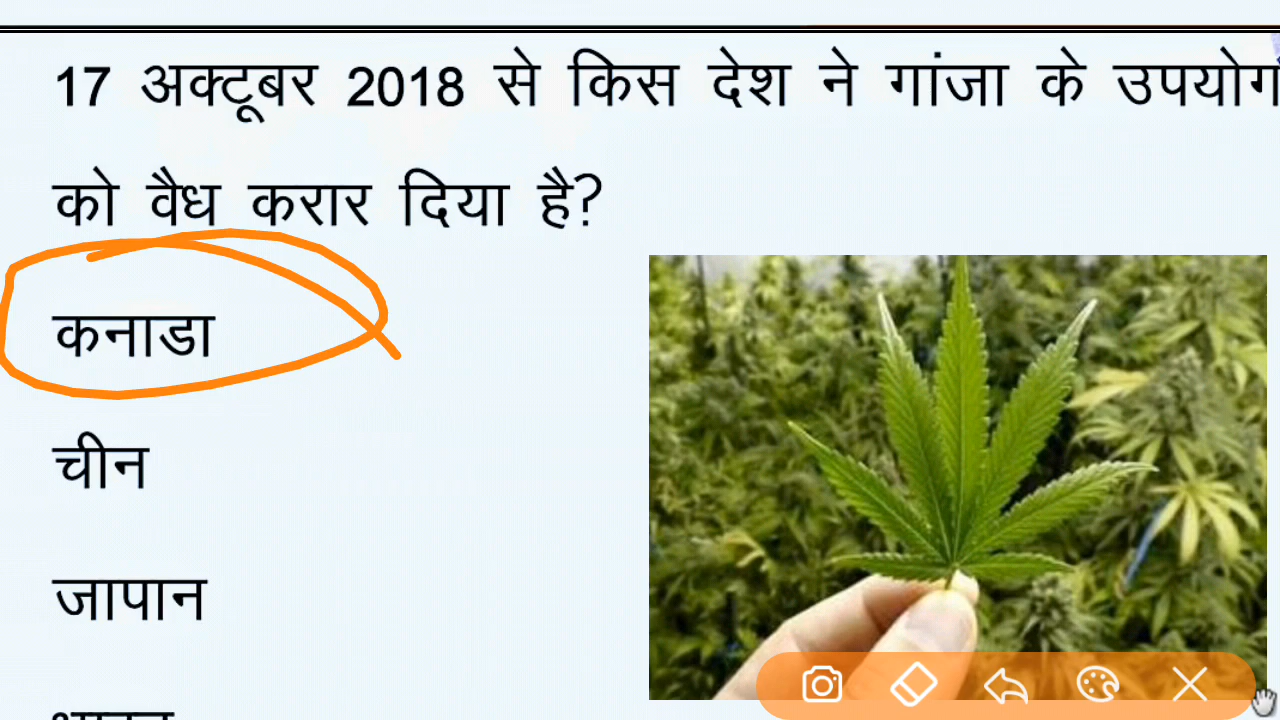 17 अक्टूबर 2018 से किस देश ने गांजा के उपयोग
को वैध करार दिया है?
कनाडा
चीन
जापान